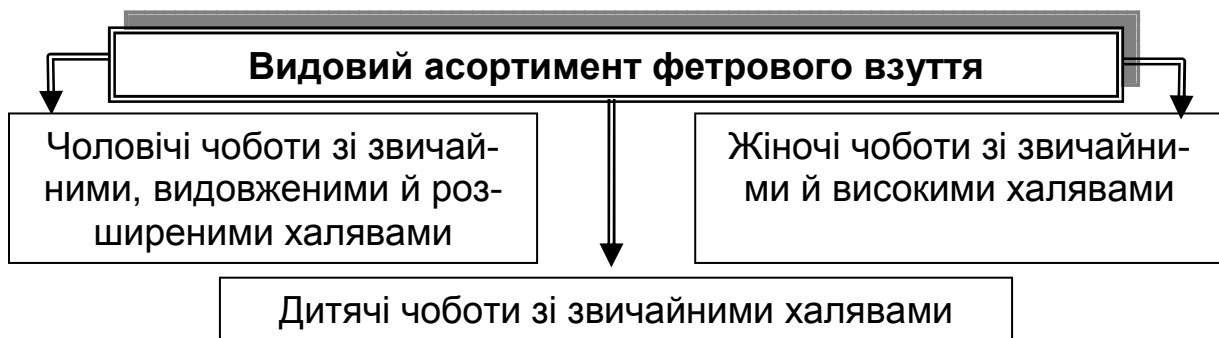 Видовий асортимент фетрового взуття
Чоловічі чоботи зі звичай-
ними, видовженими й роз-
ширеними халявами
Жіночі чоботи зі звичайни-
ми й високими халявами
Дитячі чоботи зі звичайними халявами